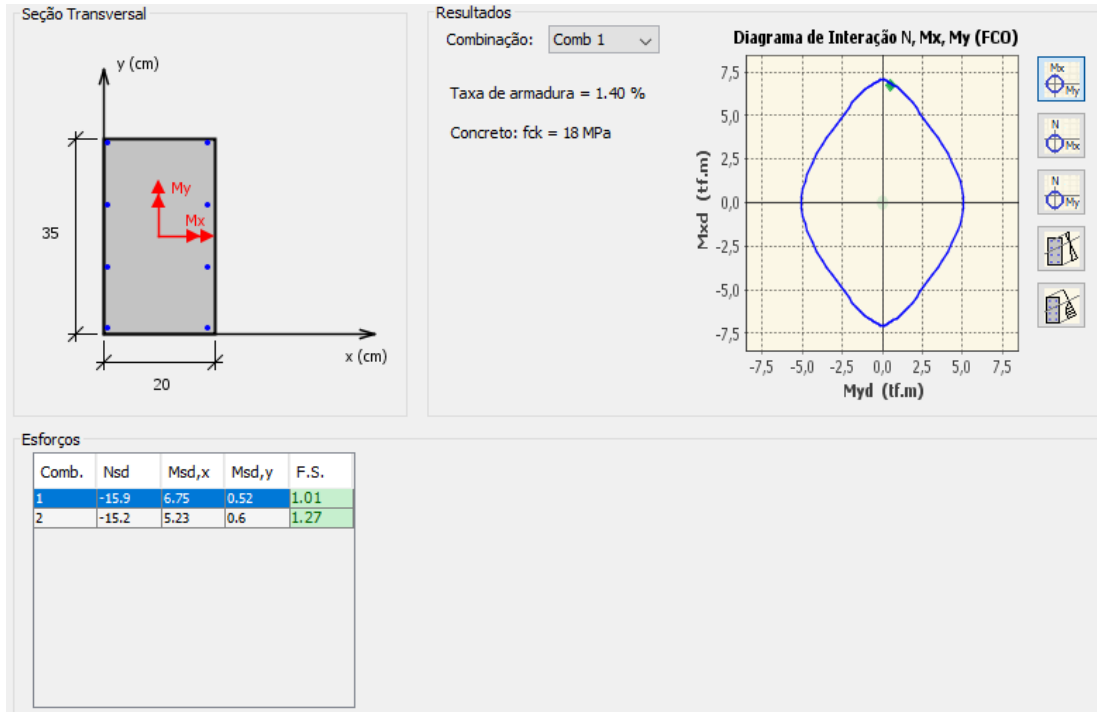 Seção Transversal
y (cm)
My
Mx
35
x (cm)
20
Resultados
Combinação: Comb 1
Taxa de armadura = 1.40 %
Concreto: fck = 18 MPa
Diagrama de Interação N, Mx, My (FCO)
7,5
5,0
2,5
0,0
-2,5
-5,0
-7,5
Mxd (tf.m)
-7,5 -5,0 -2,5 0,0 2,5 5,0 7,5
Myd (tf.m)
Mx
My
N
Mx
N
My
Esforços
Comb. Nsd Msd,x Msd,y F.S.
1 -15.9 6.75 0.52 1.01
2 -15.2 5.23 0.6 1.27